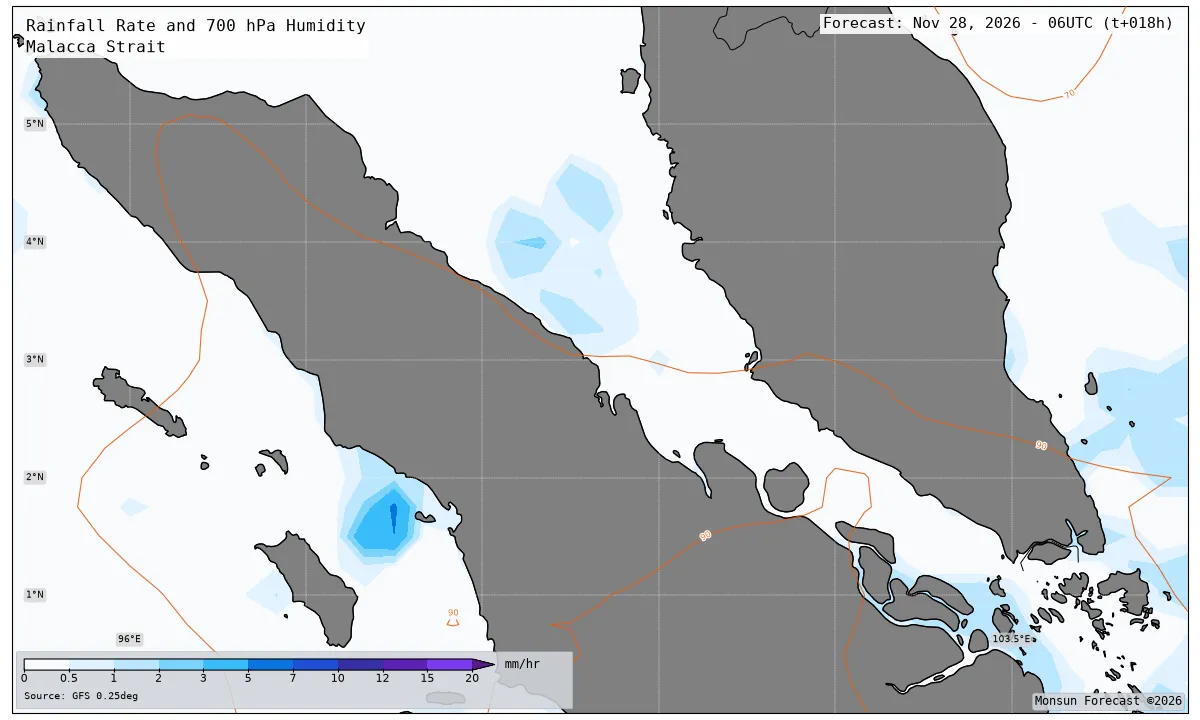 Rainfall Rate and 700 hPa Humidity
Malacca Strait
Forecast: Nov 28, 2026 - 06UTC (t+018h)
70
5°N
4°N
3°N
90
2°N
90
1°N
90
96°E
103.5°E
0 0.5 1 2 3 5 7 10 12 15 20 mm/hr
Source: GFS 0.25deg
Monsun Forecast ©2026